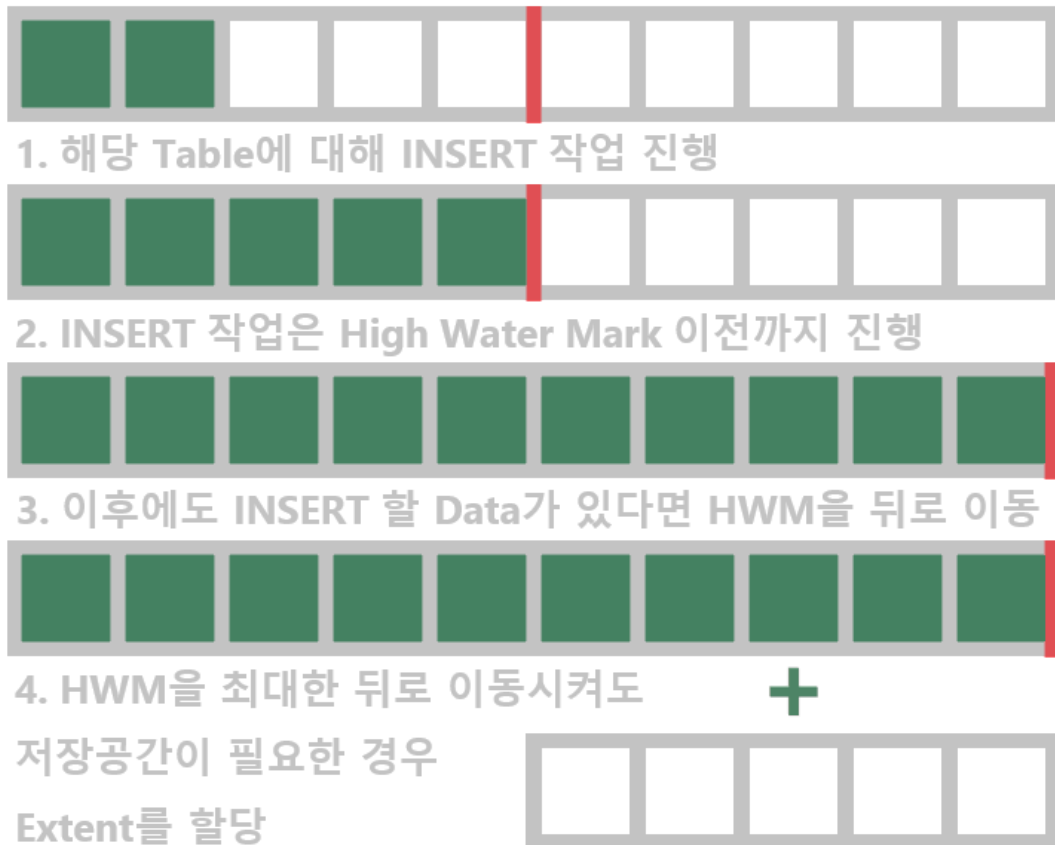 1. 해당 Table에 대해 INSERT 작업 진행
2. INSERT 작업은 High Water Mark 이전까지 진행
3. 이후에도 INSERT 할 Data가 있다면 HWM을 뒤로 이동
4. HWM을 최대한 뒤로 이동시켜도
저장공간이 필요한 경우
Extent를 할당